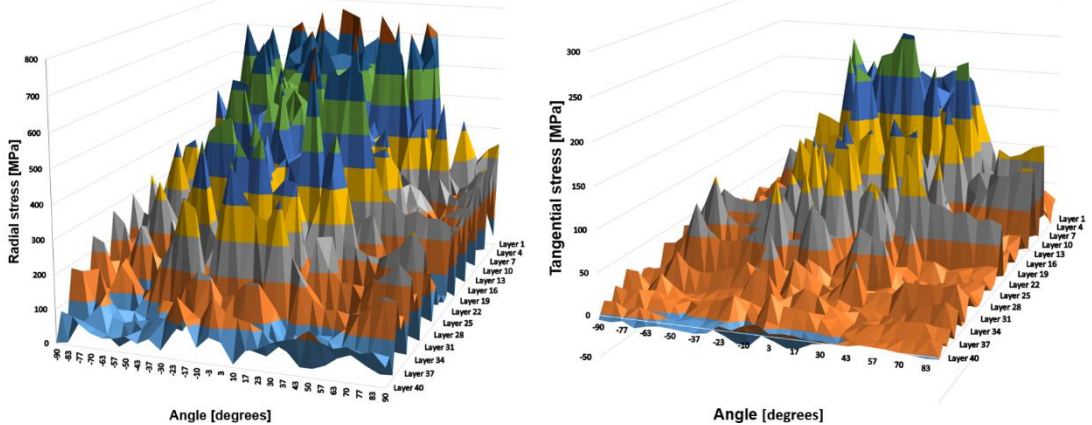 Radial stress [MPa]
800
700
600
500
400
300
200
100
0
-90
-83
-77
-70
-63
-57
-50
-43
-37
-30
-23
-17
-10
-3
3
10
17
23
30
37
43
50
57
63
70
77
83
90
Layer 1
Layer 4
Layer 7
Layer 10
Layer 13
Layer 16
Layer 19
Layer 22
Layer 25
Layer 28
Layer 31
Layer 34
Layer 37
Layer 40
Angle [degrees]
Tangential stress [MPa]
300
250
200
150
100
50
0
-50
-90
-77
-63
-50
-37
-23
-10
3
17
30
43
57
70
83
Layer 1
Layer 4
Layer 7
Layer 10
Layer 13
Layer 16
Layer 19
Layer 22
Layer 25
Layer 28
Layer 31
Layer 34
Layer 37
Layer 40
Angle [degrees]